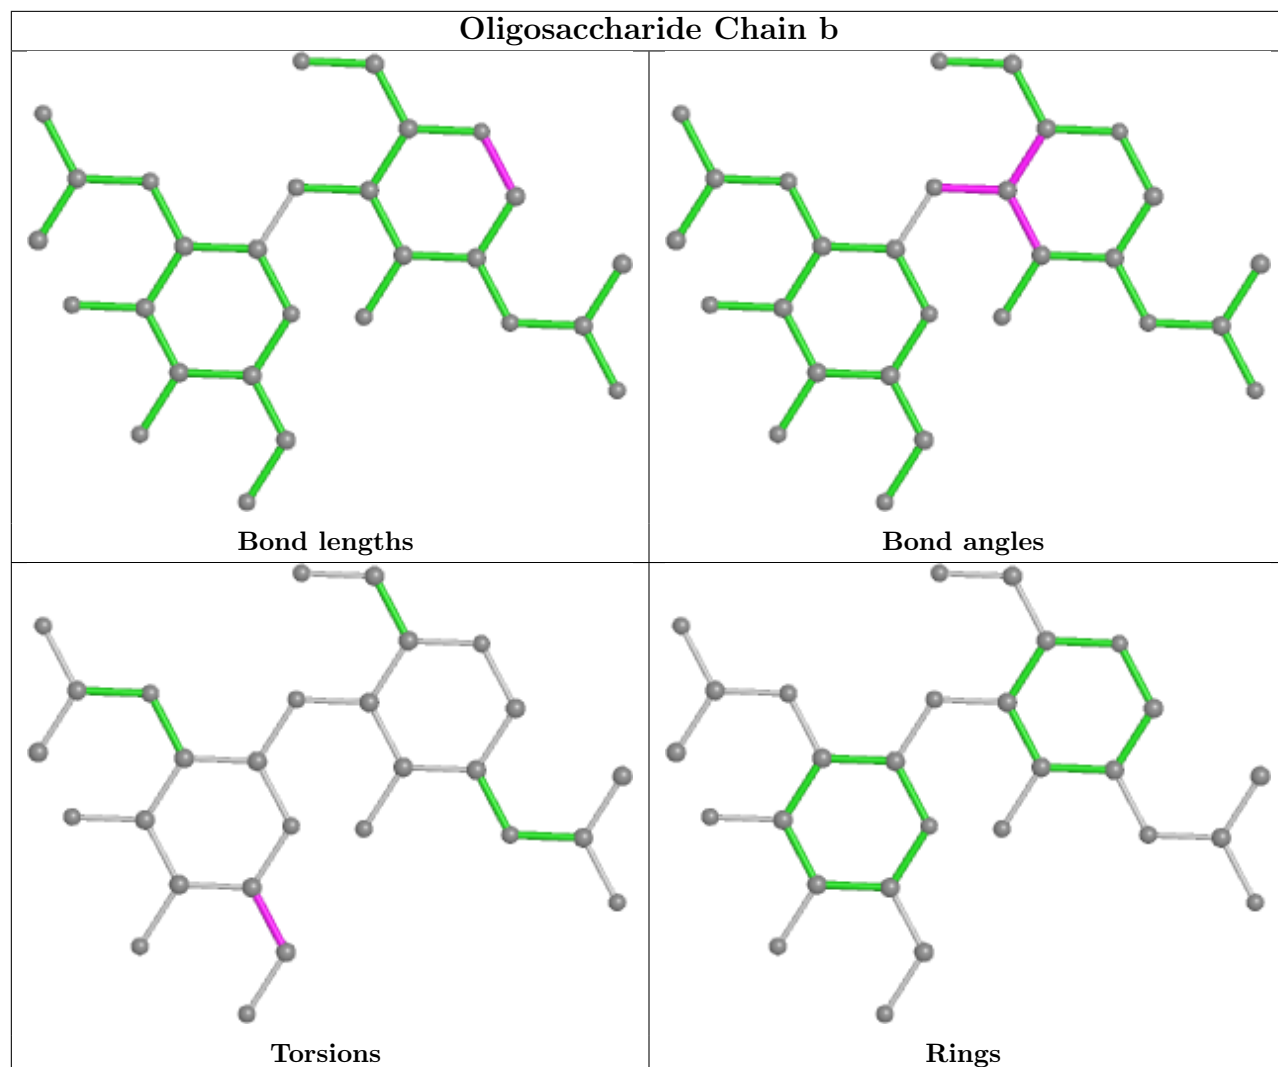 Oligosaccharide Chain b
Bond lengths
Bond angles
Torsions
Rings